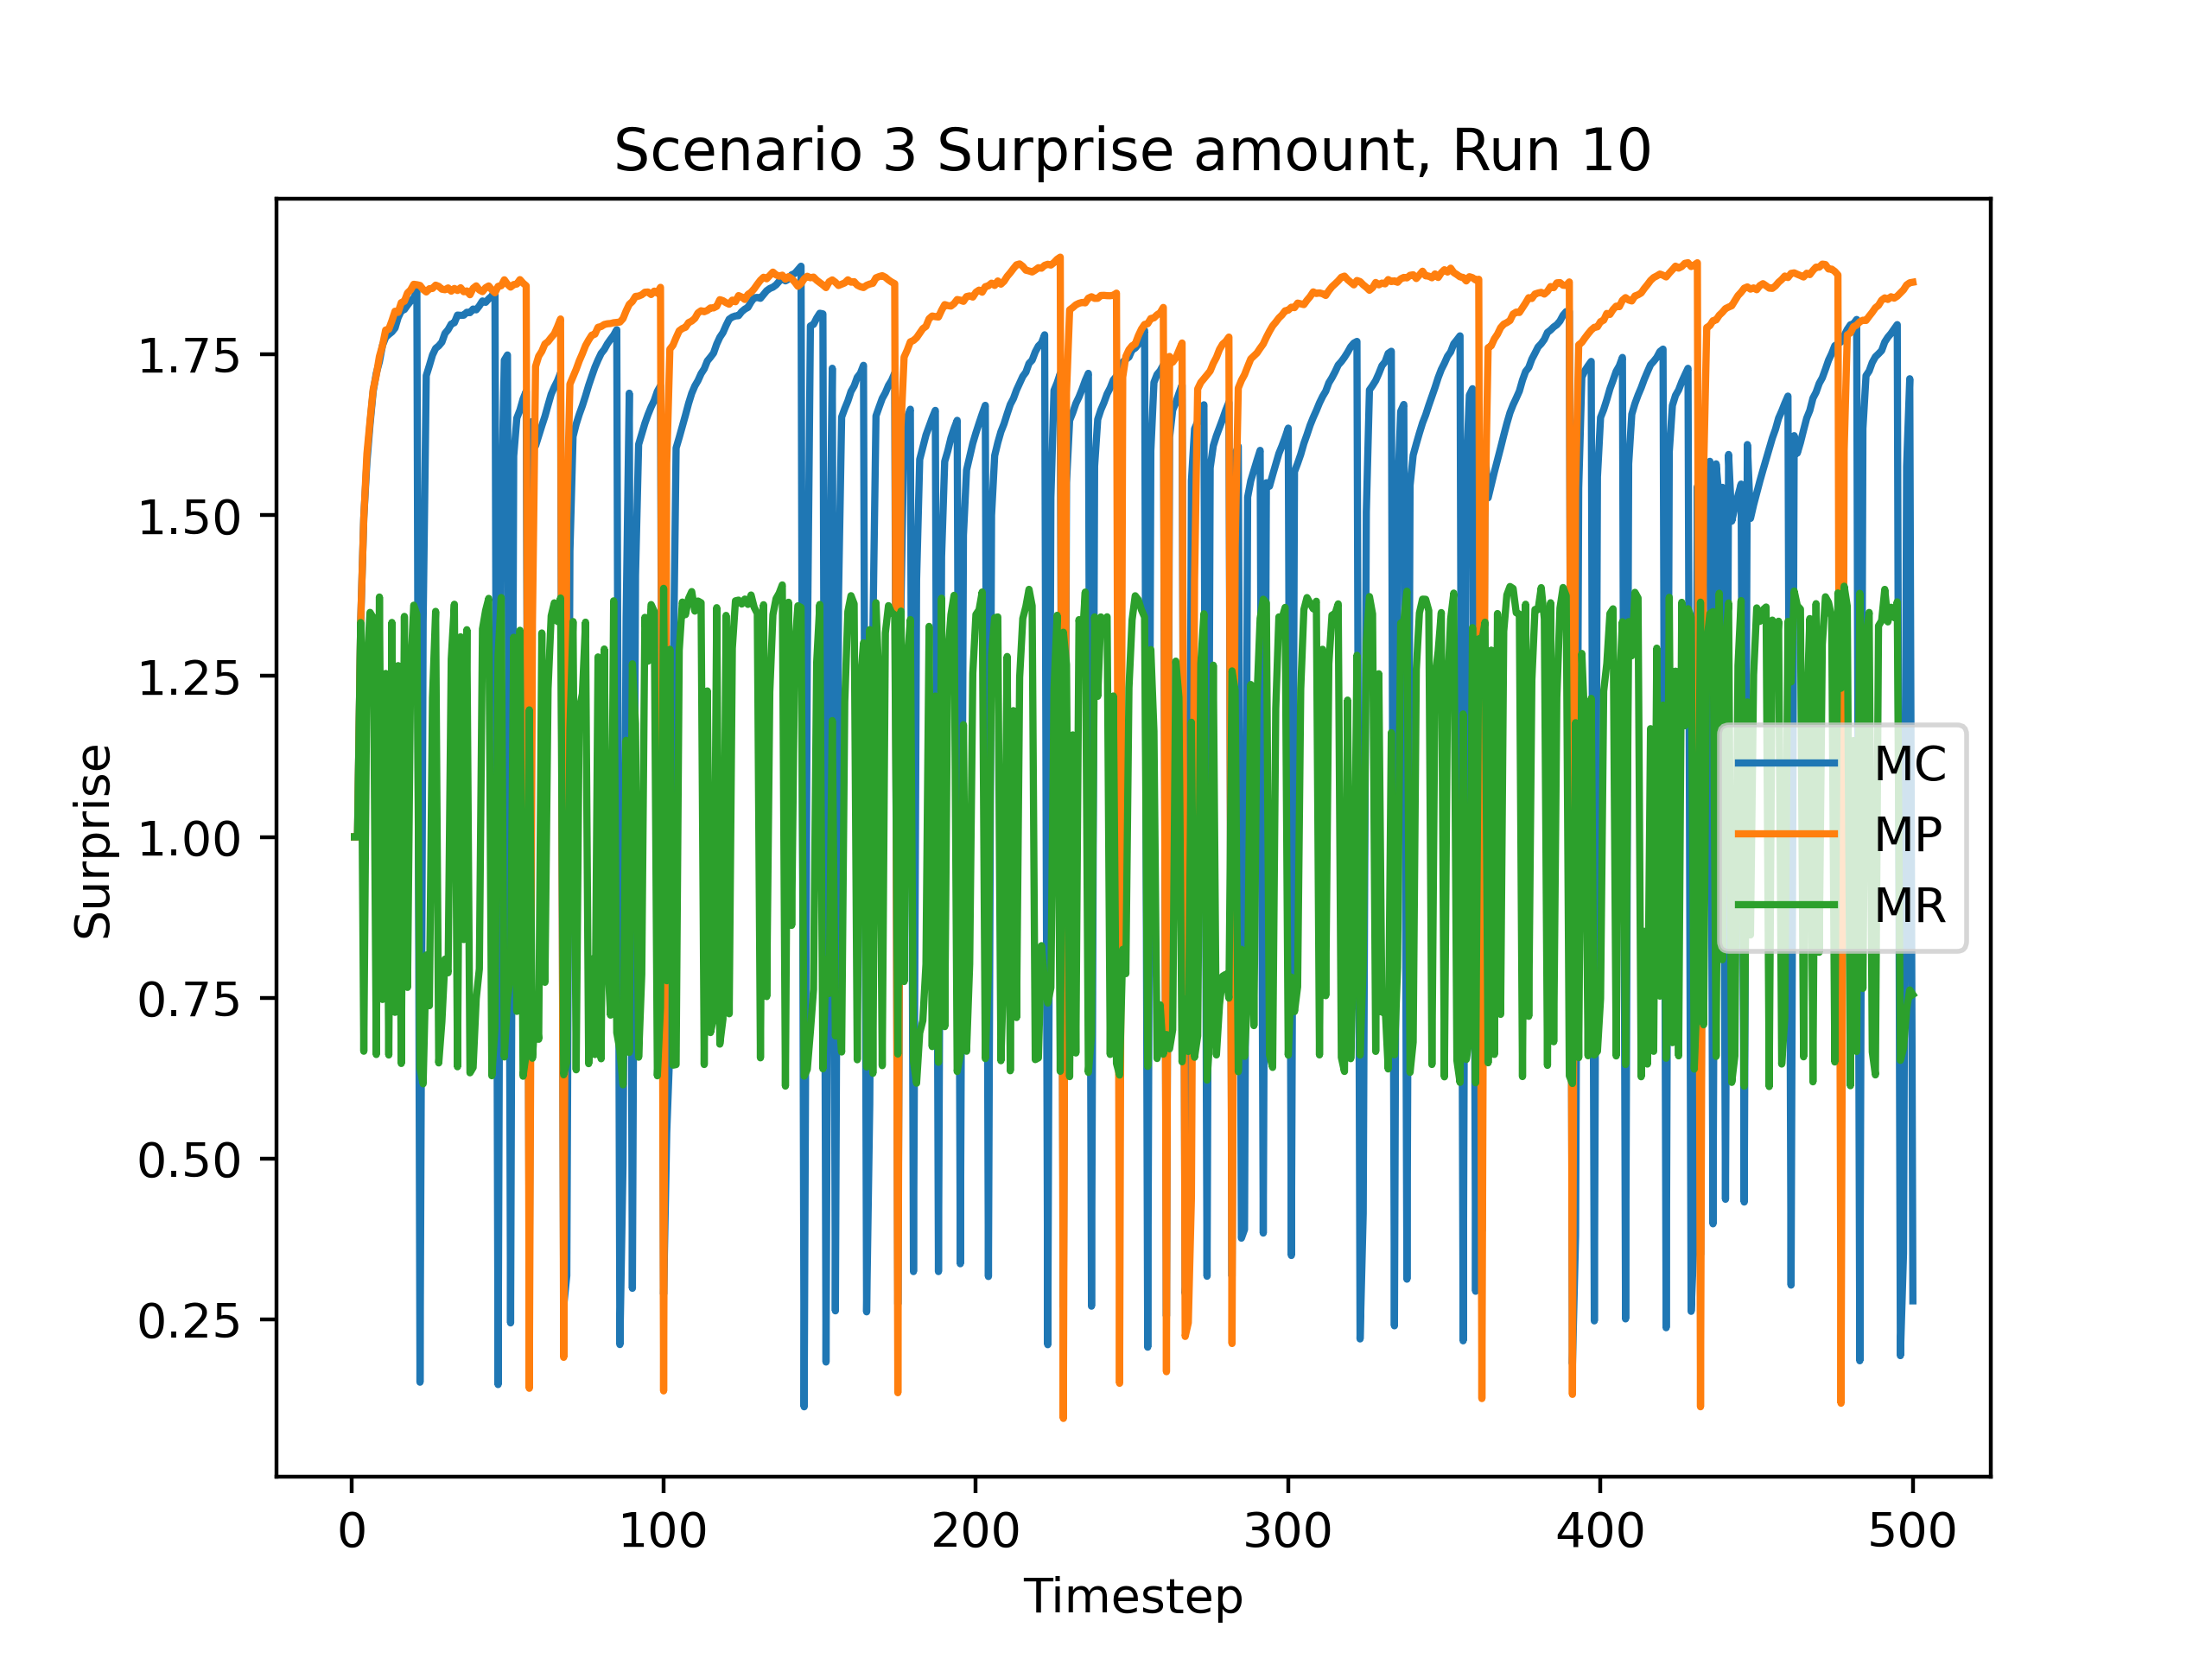 Scenario 3 Surprise amount, Run 10
Surprise
1.75
1.50
1.25
1.00
0.75
0.50
0.25
MC
MP
MR
0 100 200 300 400 500
Timestep